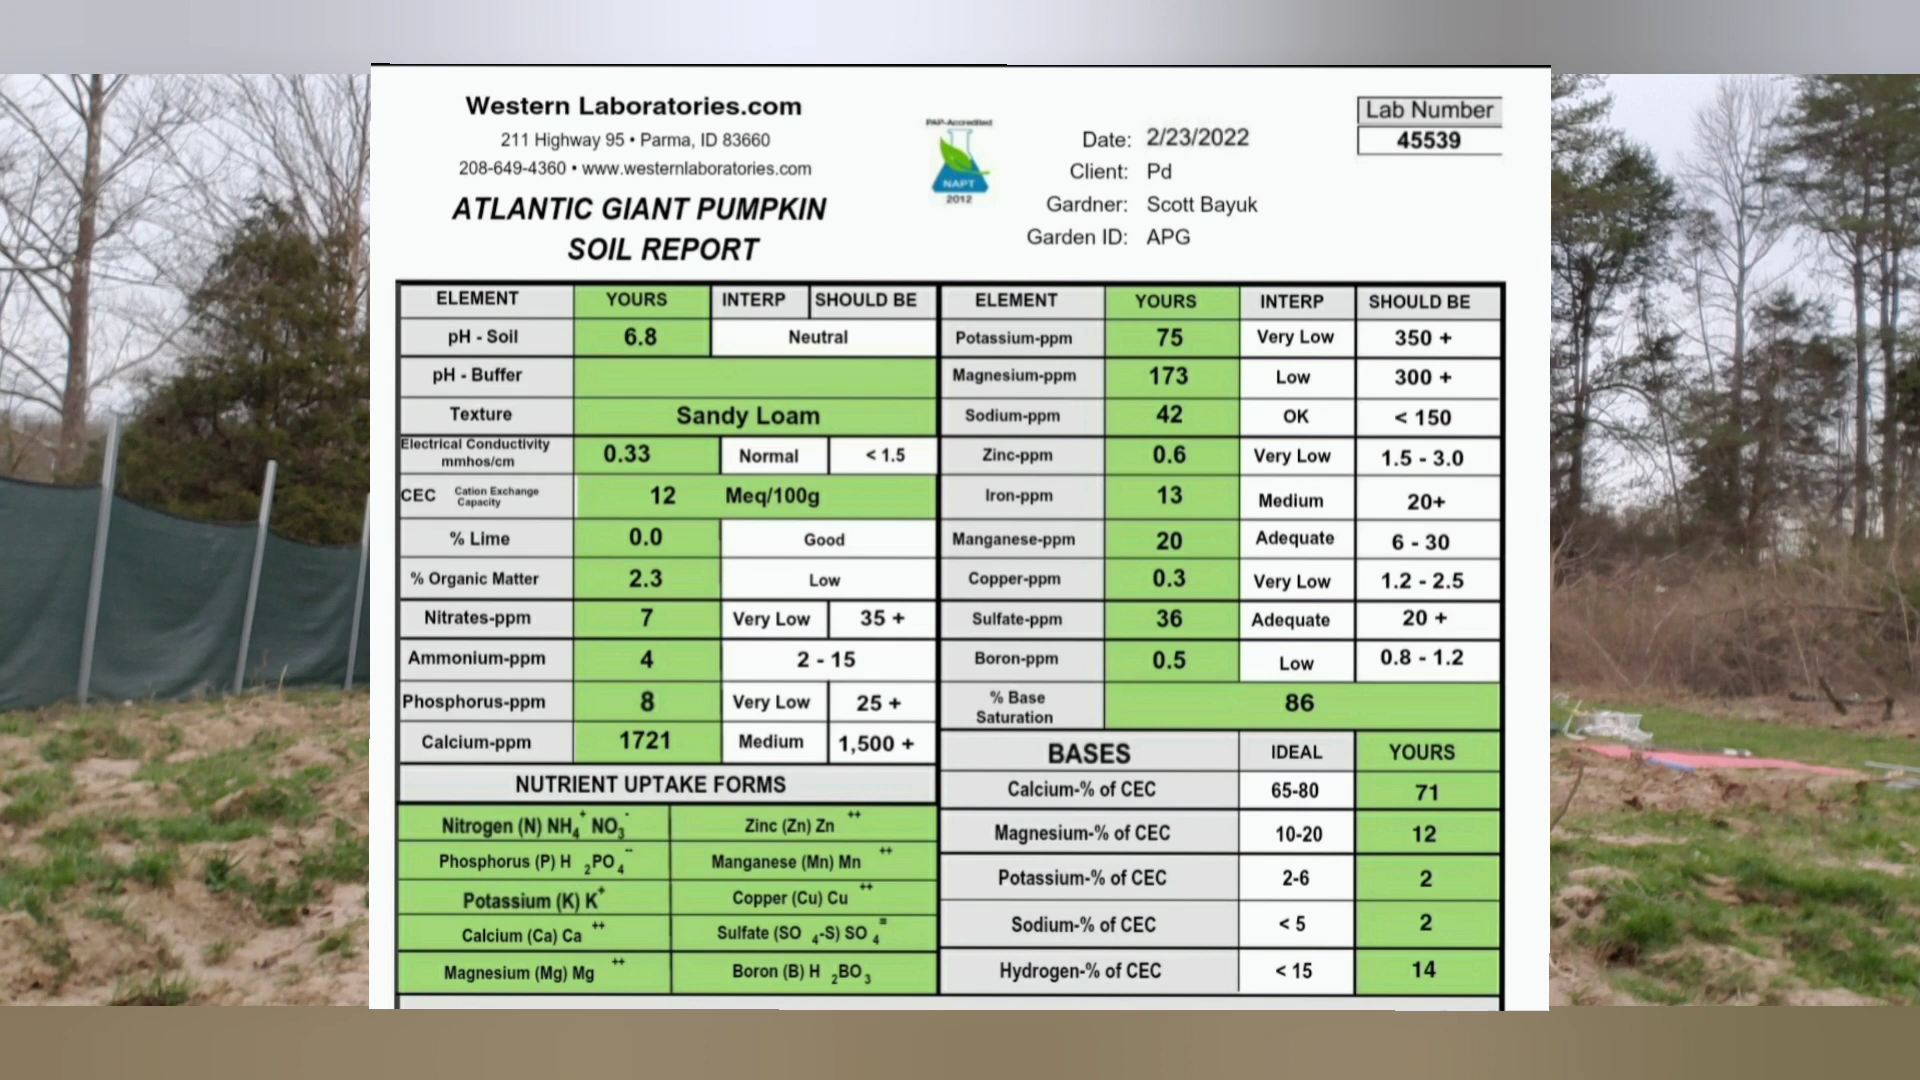 Western Laboratories.com
211 Highway 95 • Parma, ID 83660
208-649-4360 • www.westernlaboratories.com
ATLANTIC GIANT PUMPKIN
SOIL REPORT
PAP-Accredited
NAPT
2012
Date: 2/23/2022
Client: Pd
Gardner: Scott Bayuk
Garden ID: APG
Lab Number
45539
ELEMENT YOURS INTERP SHOULD BE
pH - Soil 6.8 Neutral
pH - Buffer
Texture Sandy Loam
Electrical Conductivity
mmhos/cm 0.33 Normal < 1.5
CEC Cation Exchange
Capacity 12 Meq/100g
% Lime 0.0 Good
% Organic Matter 2.3 Low
Nitrates-ppm 7 Very Low 35 +
Ammonium-ppm 4 2 - 15
Phosphorus-ppm 8 Very Low 25 +
Calcium-ppm 1721 Medium 1,500 +
NUTRIENT UPTAKE FORMS
Nitrogen (N) NH4+ NO3- Zinc (Zn) Zn ++
Phosphorus (P) H 2PO4 -- Manganese (Mn) Mn ++
Potassium (K) K+ Copper (Cu) Cu ++
Calcium (Ca) Ca ++ Sulfate (SO 4-S) SO 4=
Magnesium (Mg) Mg ++ Boron (B) H 2BO3
ELEMENT YOURS INTERP SHOULD BE
Potassium-ppm 75 Very Low 350 +
Magnesium-ppm 173 Low 300 +
Sodium-ppm 42 OK < 150
Zinc-ppm 0.6 Very Low 1.5 - 3.0
Iron-ppm 13 Medium 20+
Manganese-ppm 20 Adequate 6 - 30
Copper-ppm 0.3 Very Low 1.2 - 2.5
Sulfate-ppm 36 Adequate 20 +
Boron-ppm 0.5 Low 0.8 - 1.2
% Base
Saturation 86
BASES IDEAL YOURS
Calcium-% of CEC 65-80 71
Magnesium-% of CEC 10-20 12
Potassium-% of CEC 2-6 2
Sodium-% of CEC < 5 2
Hydrogen-% of CEC < 15 14